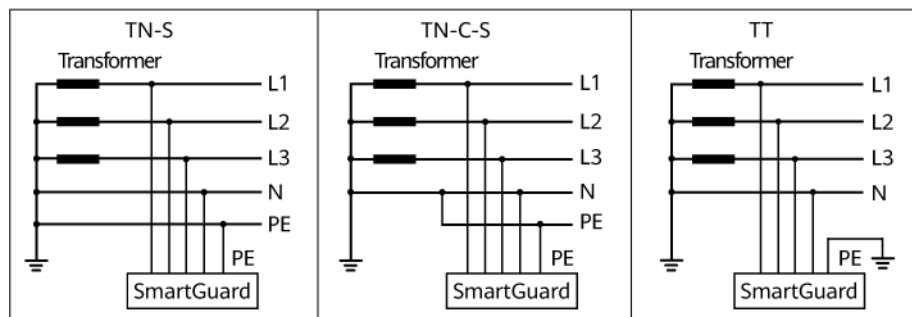 TN-S
Transformer
L1
L2
L3
N
PE
PE
SmartGuard
TN-C-S
Transformer
L1
L2
L3
N
PE
PE
SmartGuard
TT
Transformer
L1
L2
L3
N
PE
SmartGuard